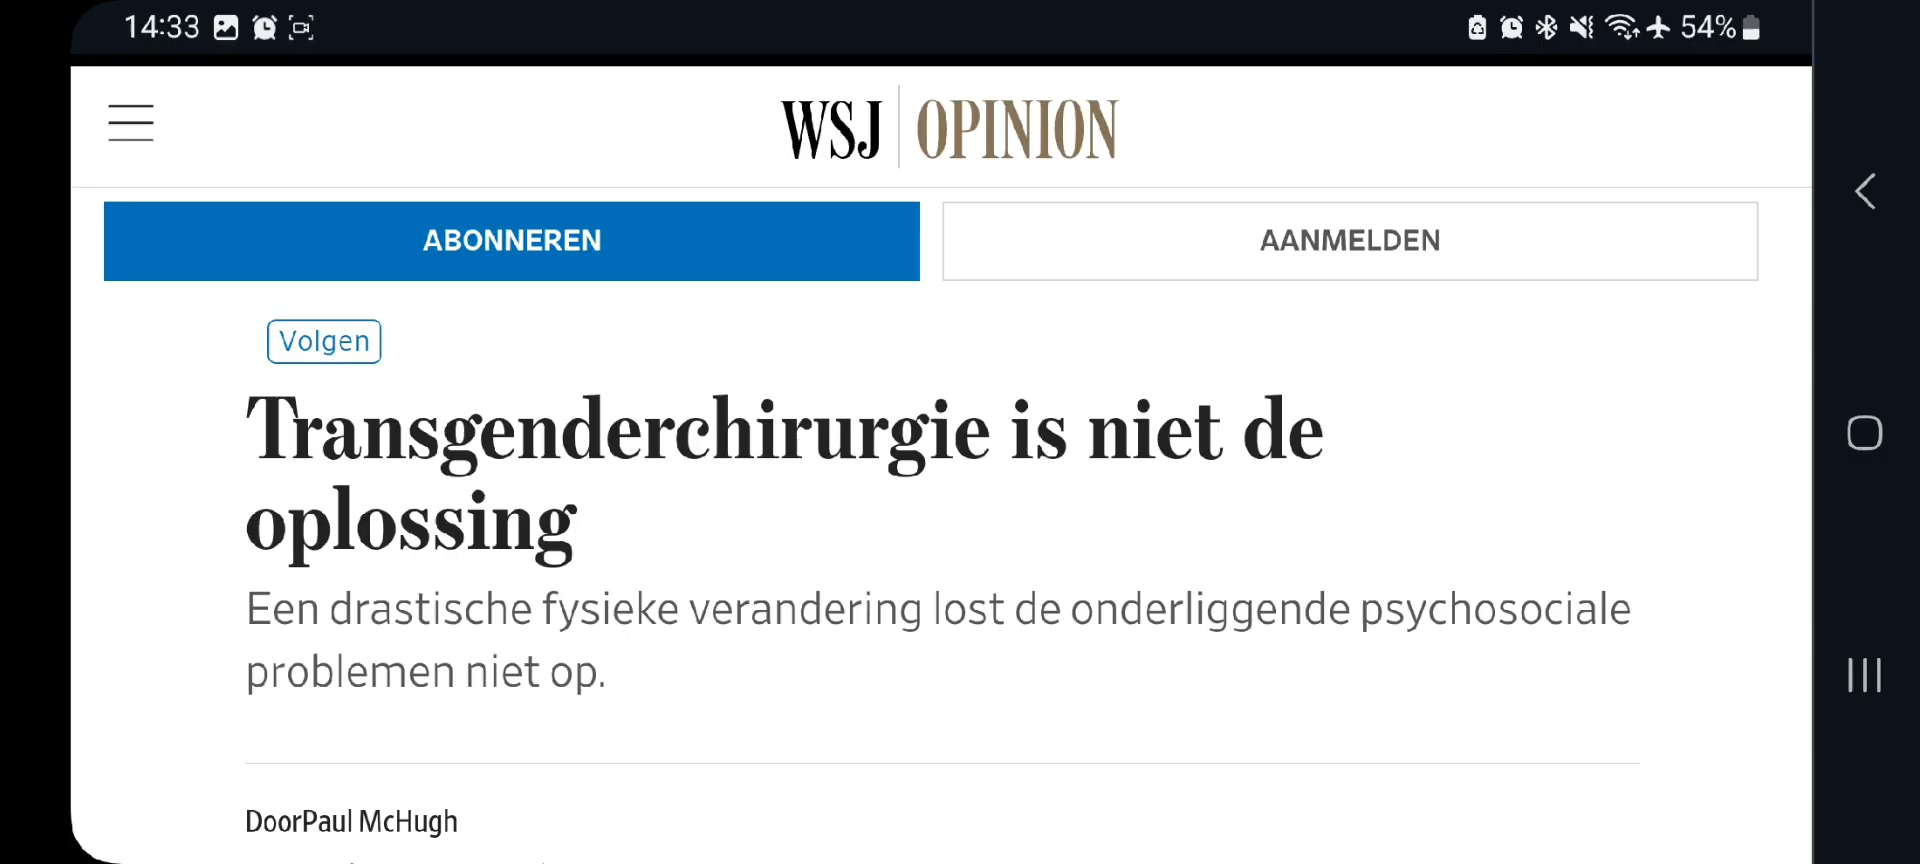 14:33 54%
WSJ OPINION
ABONNEREN AANMELDEN
Volgen
Transgenderchirurgie is niet de
oplossing
Een drastische fysieke verandering lost de onderliggende psychosociale
problemen niet op.
DoorPaul McHugh